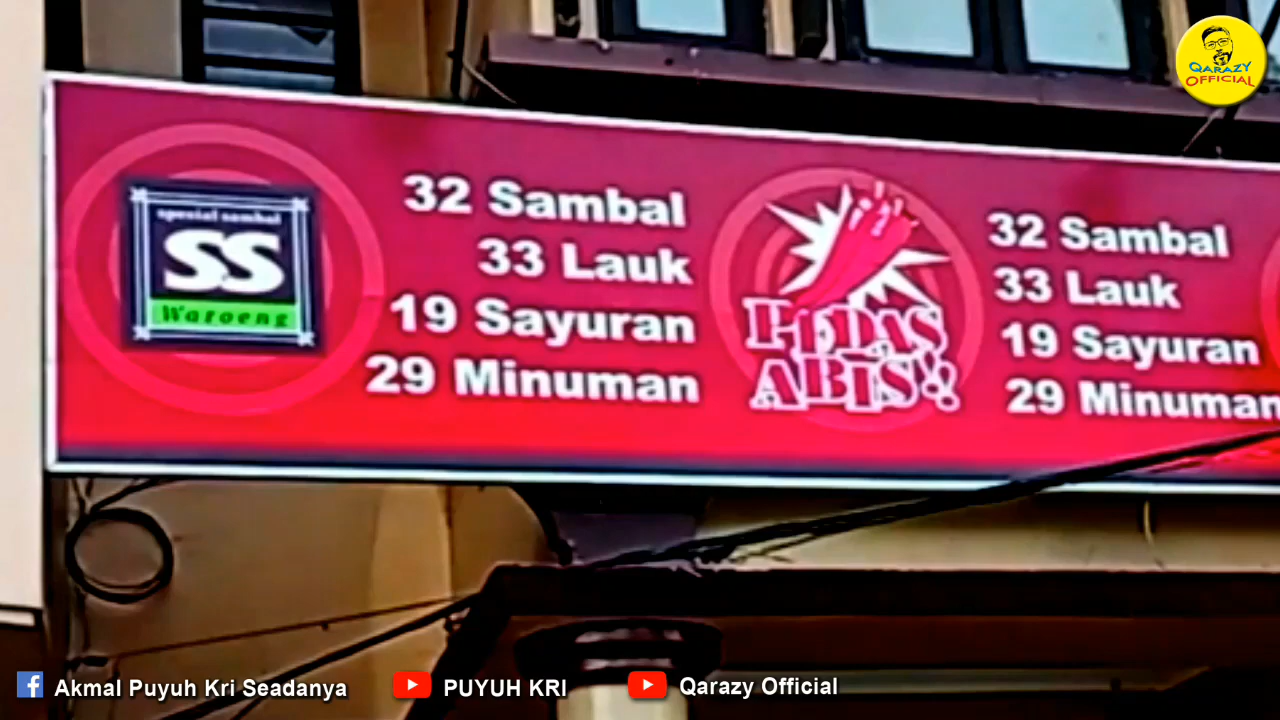 QARAZY
OFFICIAL
spesial sambal
SS
Waroeng
32 Sambal
33 Lauk
19 Sayuran
29 Minuman
PEDAS
ABIS!!
32 Sambal
33 Lauk
19 Sayuran
29 Minuman
Akmal Puyuh Kri Seadanya
PUYUH KRI
Qarazy Official